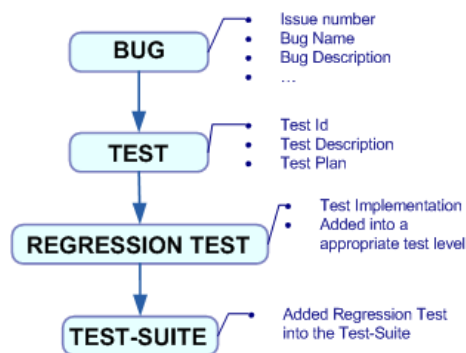 BUG
• Issue number
• Bug Name
• Bug Description
• ...
TEST
• Test Id
• Test Description
• Test Plan
REGRESSION TEST
• Test Implementation
• Added into a
appropriate test level
TEST-SUITE
• Added Regression Test
into the Test-Suite